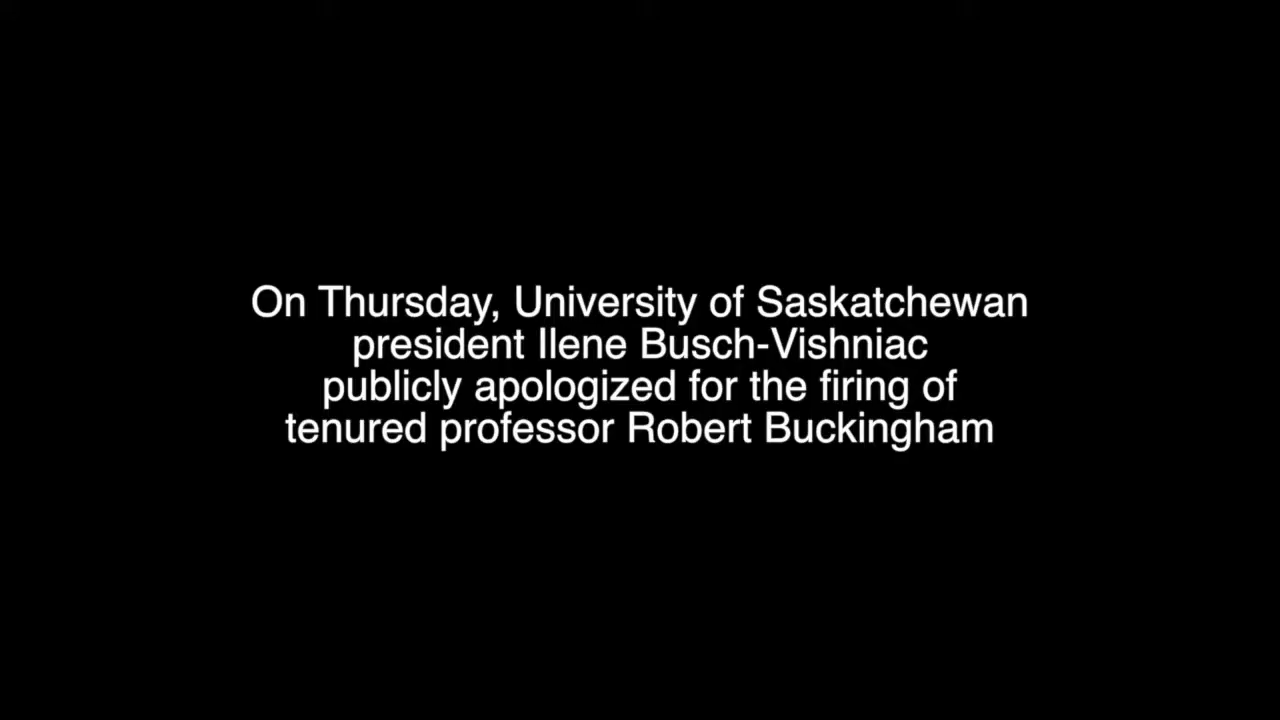 On Thursday, University of Saskatchewan
president Ilene Busch-Vishniac
publicly apologized for the firing of
tenured professor Robert Buckingham